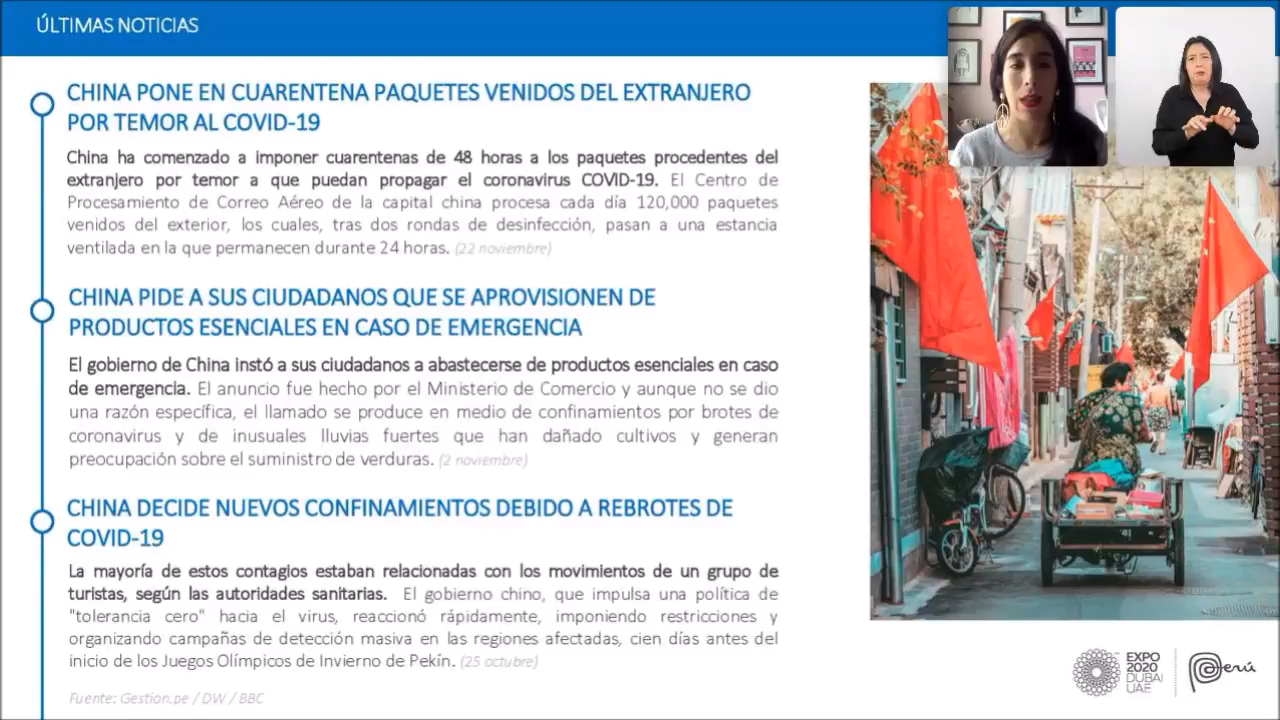 ÚLTIMAS NOTICIAS
CHINA PONE EN CUARENTENA PAQUETES VENIDOS DEL EXTRANJERO
POR TEMOR AL COVID-19
China ha comenzado a imponer cuarentenas de 48 horas a los paquetes procedentes del
extranjero por temor a que puedan propagar el coronavirus COVID-19. El Centro de
Procesamiento de Correo Aéreo de la capital china procesa cada día 120,000 paquetes
venidos del exterior, los cuales, tras dos rondas de desinfección, pasan a una estancia
ventilada en la que permanecen durante 24 horas. (22 noviembre)
CHINA PIDE A SUS CIUDADANOS QUE SE APROVISIONEN DE
PRODUCTOS ESENCIALES EN CASO DE EMERGENCIA
El gobierno de China instó a sus ciudadanos a abastecerse de productos esenciales en caso
de emergencia. El anuncio fue hecho por el Ministerio de Comercio y aunque no se dio
una razón específica, el llamado se produce en medio de confinamientos por brotes de
coronavirus y de inusuales lluvias fuertes que han dañado cultivos y generan
preocupación sobre el suministro de verduras. (2 noviembre)
CHINA DECIDE NUEVOS CONFINAMIENTOS DEBIDO A REBROTES DE
COVID-19
La mayoría de estos contagios estaban relacionadas con los movimientos de un grupo de
turistas, según las autoridades sanitarias. El gobierno chino, que impulsa una política de
"tolerancia cero" hacia el virus, reaccionó rápidamente, imponiendo restricciones y
organizando campañas de detección masiva en las regiones afectadas, cien días antes del
inicio de los Juegos Olímpicos de Invierno de Pekín. (25 octubre)
Fuente: Gestion.pe / DW / BBC
EXPO
2020
DUBAI
UAE
Perú